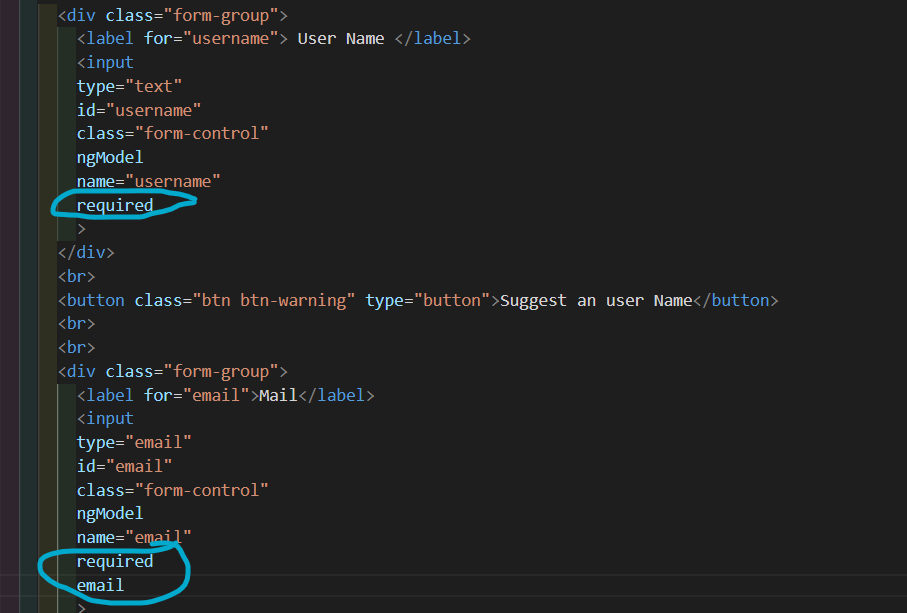 <div class="form-group">
<label for="username"> User Name </label>
<input
type="text"
id="username"
class="form-control"
ngModel
name="username"
required
>
</div>
<br>
<button class="btn btn-warning" type="button">Suggest an user Name</button>
<br>
<br>
<div class="form-group">
<label for="email">Mail</label>
<input
type="email"
id="email"
class="form-control"
ngModel
name="email"
required
email
>